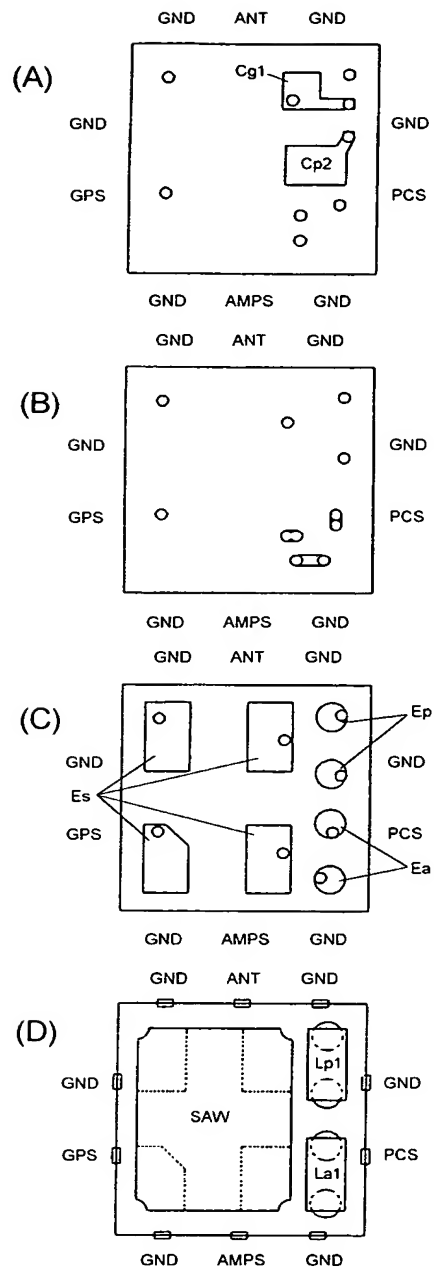 GND ANT GND
(A)
Cg1
GND GND
Cp2
GPS PCS
GND AMPS GND
GND ANT GND
(B)
GND GND
GPS PCS
GND AMPS GND
GND ANT GND
(C)
Ep
GND GND
Es
GPS PCS
Ea
GND AMPS GND
GND ANT GND
(D)
Lp1
GND GND
SAW
GPS PCS
La1
GND AMPS GND